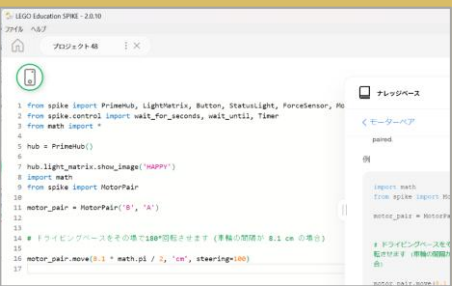 LEGO Education SPIKE - 2.0.10
ファイル ヘルプ
プロジェクト 48
1 from spike import PrimeHub, LightMatrix, Button, StatusLight, ForceSensor, Mo
2 from spike.control import wait_for_seconds, wait_until, Timer
3 from math import *
4
5 hub = PrimeHub()
6
7 hub.light_matrix.show_image('HAPPY')
8 import math
9 from spike import MotorPair
10
11 motor_pair = MotorPair('B', 'A')
12
13
14 # ドライビングベースをその場で180°回転させます (車輪の間隔が 8.1 cm の場合)
15
16 motor_pair.move(8.1 * math.pi / 2, 'cm', steering=100)
17
ナレッジベース
モーターペア
paired.
例
import math
from spike import Mo
motor_pair = MotorPa
# ドライビングベースをそ
転させます (車輪の間隔が
合)
motor_pair.move(8.1